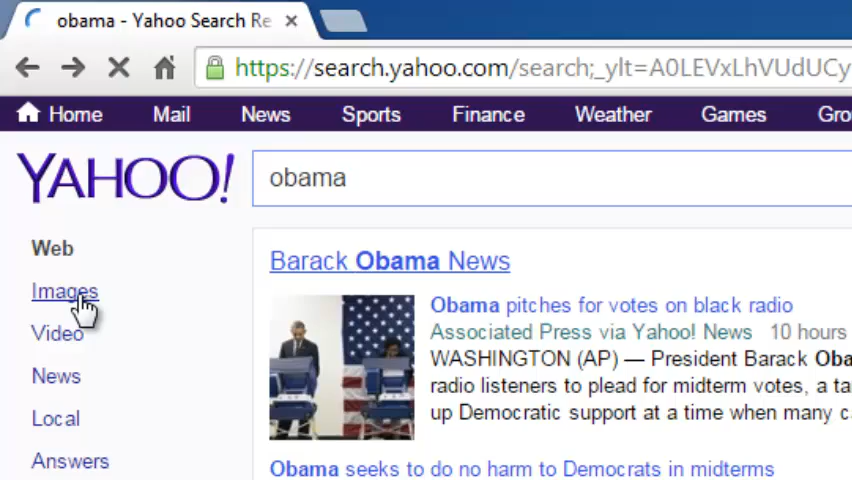 obama - Yahoo Search Re
https://search.yahoo.com/search;_ylt=A0LEVxLhVUdUCy
Home Mail News Sports Finance Weather Games Gro
YAHOO! obama
Web
Images
Video
News
Local
Answers
Barack Obama News
Obama pitches for votes on black radio
Associated Press via Yahoo! News 10 hours
WASHINGTON (AP) — President Barack Oba
radio listeners to plead for midterm votes, a ta
up Democratic support at a time when many c
Obama seeks to do no harm to Democrats in midterms